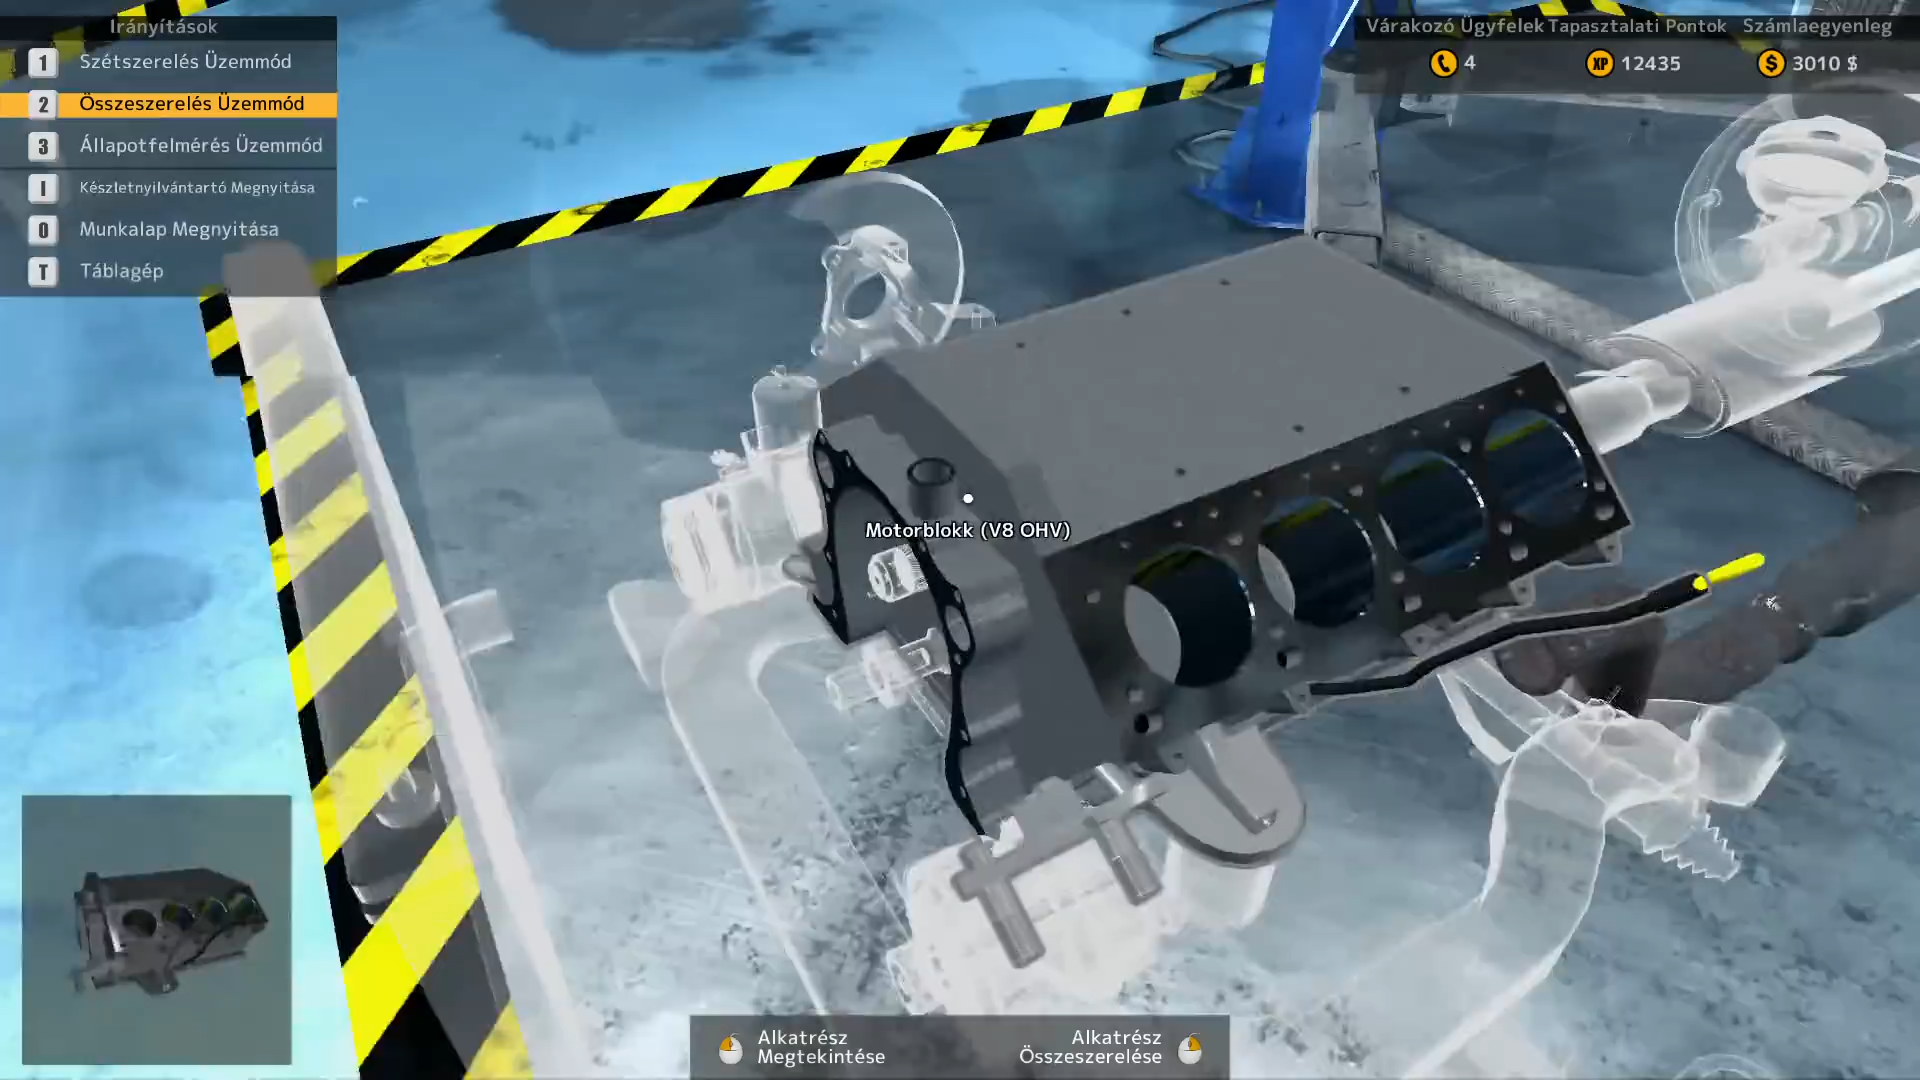 Irányítások
1 Szétszerelés Üzemmód
2 Összeszerelés Üzemmód
3 Állapotfelmérés Üzemmód
I Készletnyilvántartó Megnyitása
O Munkalap Megnyitása
T Táblagép
Várakozó Ügyfelek Tapasztalati Pontok Számlaegyenleg
4 XP 12435 $ 3010 $
Motorblokk (V8 OHV)
Alkatrész
Megtekintése
Alkatrész
Összeszerelése